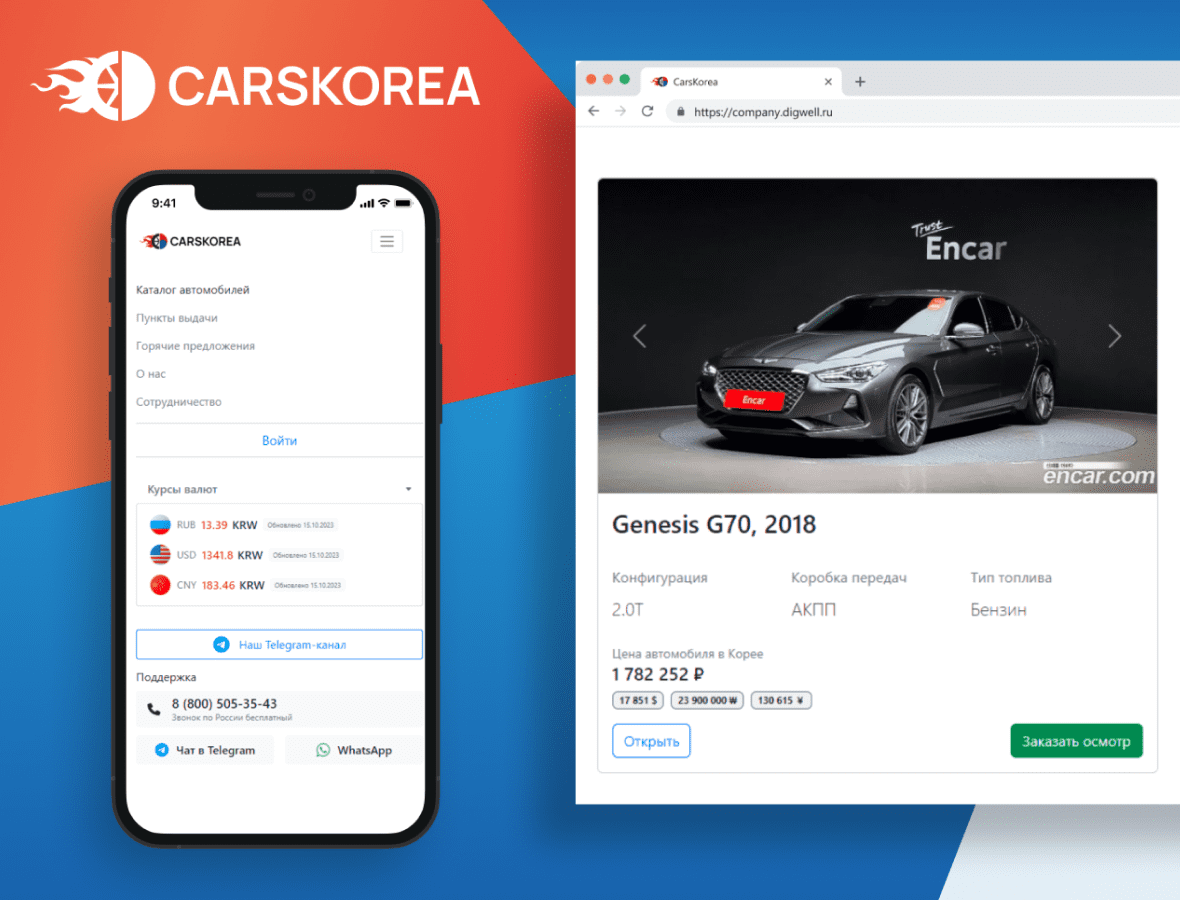 CARSKOREA
9:41
CARSKOREA
Каталог автомобилей
Пункты выдачи
Горячие предложения
О нас
Сотрудничество
Войти
Курсы валют
RUB 13.39 KRW Обновлено 15.10.2023
USD 1341.8 KRW Обновлено 15.10.2023
CNY 183.46 KRW Обновлено 15.10.2023
Наш Telegram-канал
Поддержка
8 (800) 505-35-43
Звонок по России бесплатный
Чат в Telegram
WhatsApp
CarsKorea
https://company.digwell.ru
Trust
Encar
Encar
encar.com
Genesis G70, 2018
Конфигурация Коробка передач Тип топлива
2.0T АКПП Бензин
Цена автомобиля в Корее
1 782 252 ₽
17 851 $ 23 900 000 ₩ 130 615 ¥
Открыть
Заказать осмотр